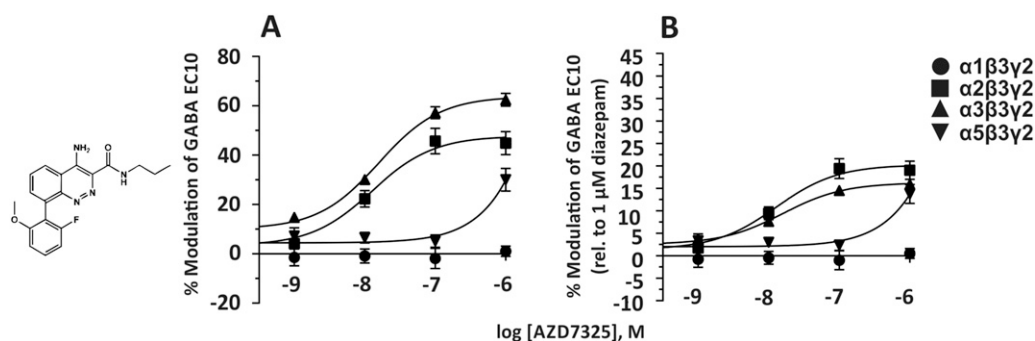 A
% Modulation of GABA EC10
80
60
40
20
0
-20
-9 -8 -7 -6
B
% Modulation of GABA EC10
(rel. to 1 µM diazepam)
45
40
35
30
25
20
15
10
5
0
-5
-10
-9 -8 -7 -6
α1β3γ2
α2β3γ2
α3β3γ2
α5β3γ2
log [AZD7325], M
NH₂
O
N
H
N
N
O
F